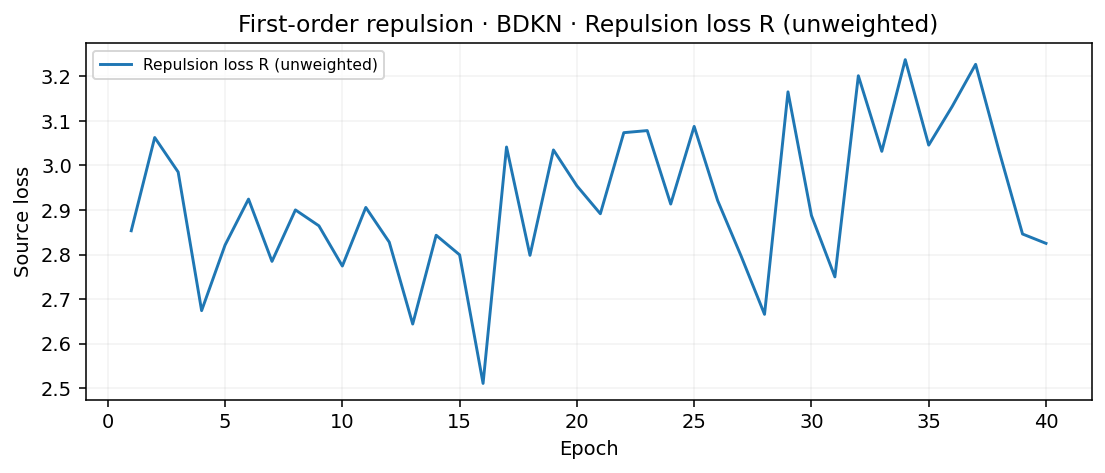 First-order repulsion · BDKN · Repulsion loss R (unweighted)
Repulsion loss R (unweighted)
Source loss
3.2
3.1
3.0
2.9
2.8
2.7
2.6
2.5
0 5 10 15 20 25 30 35 40
Epoch